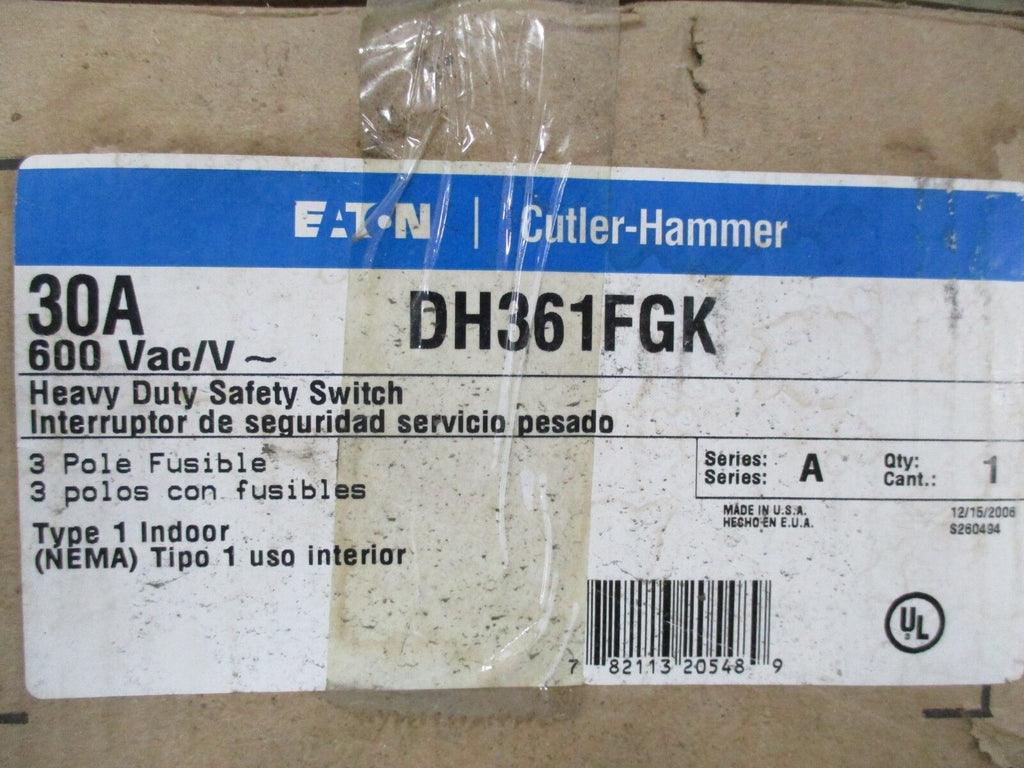 EATON | Cutler-Hammer
30A
DH361FGK
600 Vac/V ~
Heavy Duty Safety Switch
Interruptor de seguridad servicio pesado
3 Pole Fusible
3 polos con fusibles
Series: A Qty: 1
Series: Cant.:
MADE IN U.S.A.
HECHO EN E.U.A.
12/15/2006
S260494
Type 1 Indoor
(NEMA) Tipo 1 uso interior
UL
7 82113 20548 9